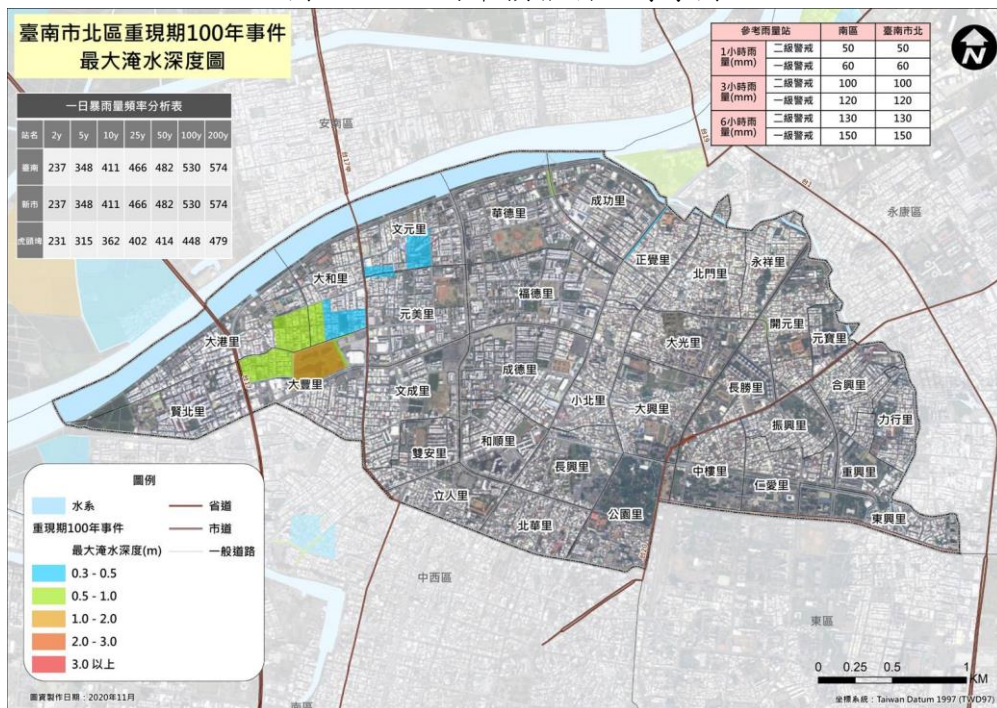 臺南市北區重現期100年事件
最大淹水深度圖
一日暴雨量頻率分析表
站名 2y 5y 10y 25y 50y 100y 200y
臺南 237 348 411 466 482 530 574
新市 237 348 411 466 482 530 574
虎頭埤 231 315 362 402 414 448 479
參考雨量站 南區 臺南市北
1小時雨量(mm) 二級警戒 50 50
一級警戒 60 60
3小時雨量(mm) 二級警戒 100 100
一級警戒 120 120
6小時雨量(mm) 二級警戒 130 130
一級警戒 150 150
N
安南區
台17甲
台19
台1
永康區
成功里
華德里
文元里
正覺里
北門里
永祥里
大和里
福德里
元美里
開元里
元寶里
大港里
大光里
成德里
大豐里
文成里
長勝里
合興里
賢北里
小北里
大興里
力行里
振興里
和順里
雙安里
長興里
中樓里
重興里
仁愛里
立人里
北華里
公園里
東興里
中西區
東區
南區
圖例
水系
省道
重現期100年事件
市道
最大淹水深度(m)
一般道路
0.3 - 0.5
0.5 - 1.0
1.0 - 2.0
2.0 - 3.0
3.0 以上
0 0.25 0.5 1
KM
圖資製作日期：2020年11月
坐標系統：Taiwan Datum 1997 (TWD97)